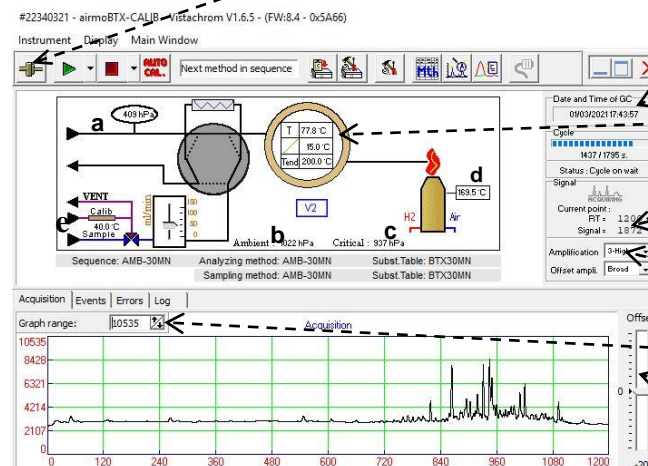 #22340321 - airmoBTX-CALIB - Vistachrom V1.6.5 - (FW:8.4 - 0x5A66)
Instrument Display Main Window
AUTO CAL. Next method in sequence Mth
Date and Time of GC
01/03/2021 17:43:57
Cycle
1437 / 1795 s.
Status : Cycle on wait
Signal
ACQUIRING
Current point :
RT = 1206
Signal = 1872
Amplification 3-High
Offset ampli. Broad
409 hPa
a
T 77.8°C
15.0°C
Tend 200.0°C
d
169.5°C
VENT
Calib
40.0°C
Sample
e
ml/min
150
100
50
0
V2
H2 Air
b c
Ambient : 1022 hPa Critical : 937 hPa
Sequence: AMB-30MN Analyzing method: AMB-30MN Subst.Table: BTX30MN
Sampling method: AMB-30MN Subst.Table: BTX30MN
Acquisition Events Errors Log
Graph range: 10535 Acquisition
10535
8428
6321
4214
2107
0
0 120 240 360 480 600 720 840 960 1080 1200
0
-20